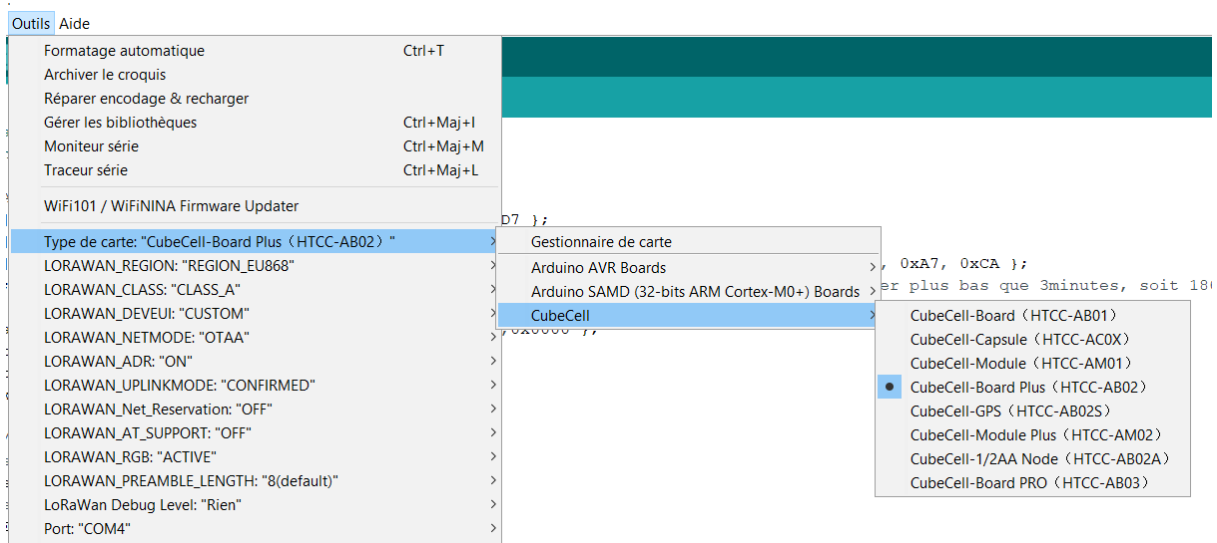 Outils Aide
Formatage automatique Ctrl+T
Archiver le croquis
Réparer encodage & recharger
Gérer les bibliothèques Ctrl+Maj+I
Moniteur série Ctrl+Maj+M
Traceur série Ctrl+Maj+L
WiFi101 / WiFiNINA Firmware Updater
D7 };
Type de carte: "CubeCell-Board Plus（HTCC-AB02）"
LORAWAN_REGION: "REGION_EU868"
LORAWAN_CLASS: "CLASS_A"
LORAWAN_DEVEUI: "CUSTOM"
LORAWAN_NETMODE: "OTAA"
LORAWAN_ADR: "ON"
LORAWAN_UPLINKMODE: "CONFIRMED"
LORAWAN_Net_Reservation: "OFF"
LORAWAN_AT_SUPPORT: "OFF"
LORAWAN_RGB: "ACTIVE"
LORAWAN_PREAMBLE_LENGTH: "8(default)"
LoRaWan Debug Level: "Rien"
Port: "COM4"
Gestionnaire de carte
Arduino AVR Boards
Arduino SAMD (32-bits ARM Cortex-M0+) Boards
CubeCell
, 0xA7, 0xCA };
er plus bas que 3minutes, soit 180
CubeCell-Board（HTCC-AB01）
CubeCell-Capsule（HTCC-AC0X）
CubeCell-Module（HTCC-AM01）
CubeCell-Board Plus（HTCC-AB02）
CubeCell-GPS（HTCC-AB02S）
CubeCell-Module Plus（HTCC-AM02）
CubeCell-1/2AA Node（HTCC-AB02A）
CubeCell-Board PRO（HTCC-AB03）